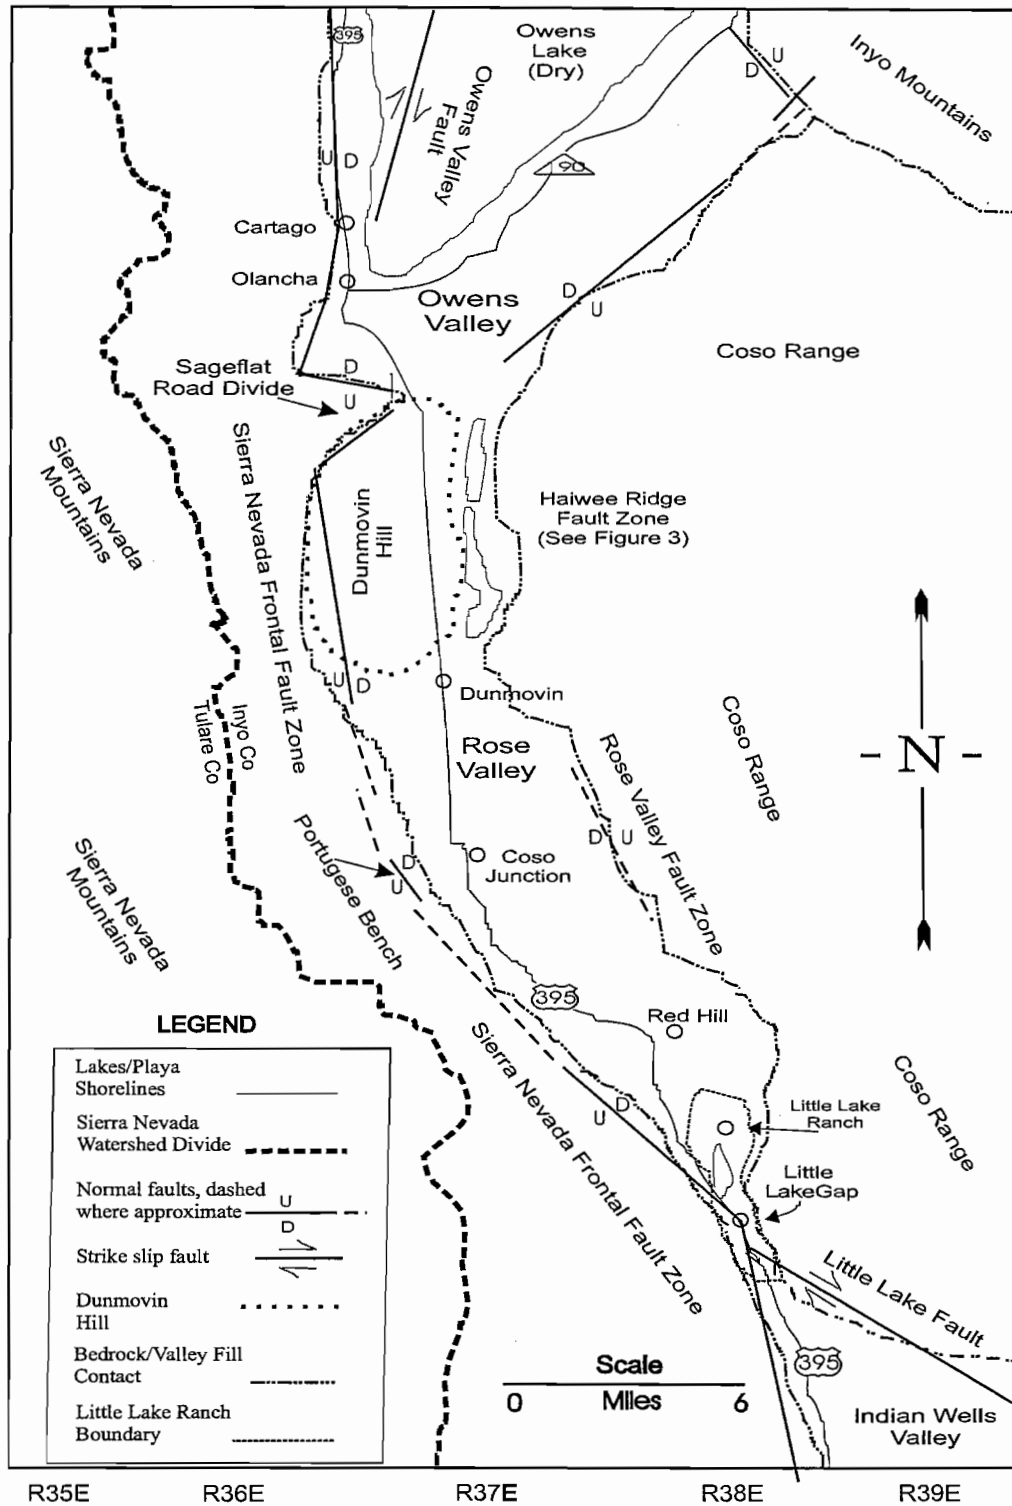 395
Owens
Lake
(Dry)
Inyo Mountains
D
U
Owens Valley
Fault
190
U
D
Cartago
Olancha
Owens
Valley
D
U
Coso Range
Sageflat
Road Divide
D
U
Sierra Nevada
Mountains
Sierra Nevada Frontal Fault Zone
Dunmovin
Hill
Haiwee Ridge
Fault Zone
(See Figure 3)
U
D
Dunmovin
Inyo Co
Tulare Co
Rose
Valley
Rose Valley Fault Zone
Coso Range
- N -
D
U
Portugese Bench
D
U
Coso
Junction
Sierra Nevada
Mountains
395
Red Hill
Sierra Nevada Frontal Fault Zone
Coso Range
D
U
Little Lake
Ranch
Little
LakeGap
Little Lake Fault
395
Indian Wells
Valley
LEGEND
Lakes/Playa
Shorelines
Sierra Nevada
Watershed Divide
Normal faults, dashed
where approximate
U
D
Strike slip fault
Dunmovin
Hill
Bedrock/Valley Fill
Contact
Little Lake Ranch
Boundary
Scale
0 Miles 6
R35E R36E R37E R38E R39E